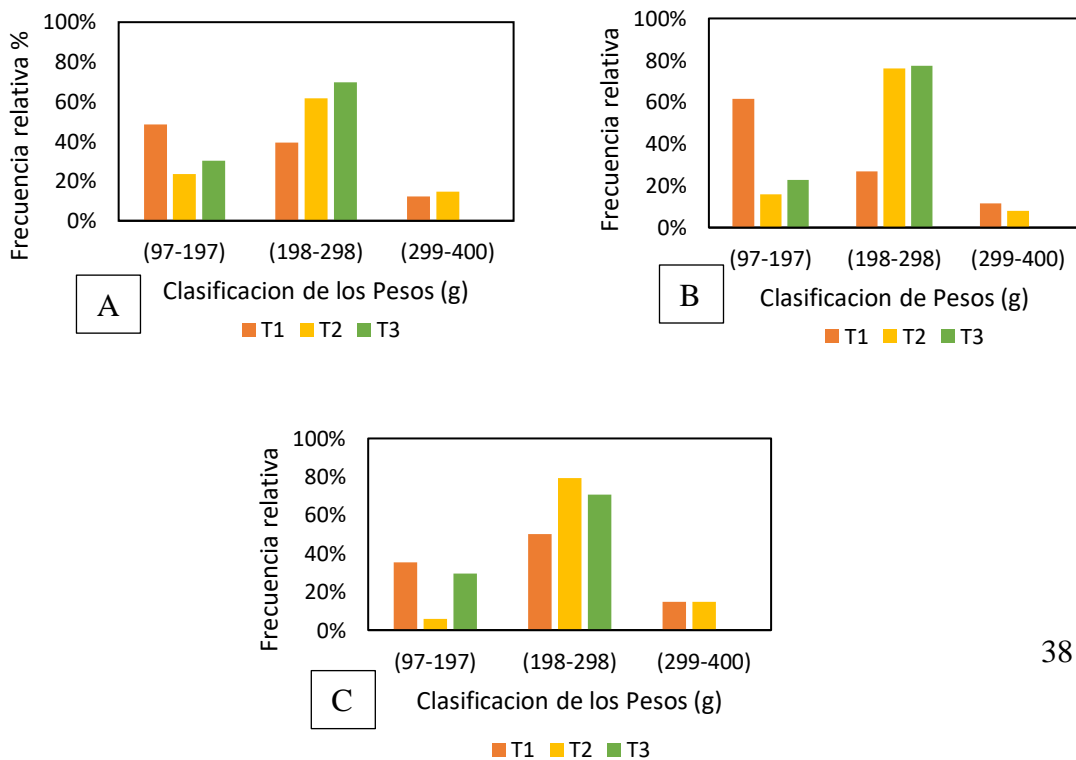 Frecuencia relativa %
100%
80%
60%
40%
20%
0%
(97-197) (198-298) (299-400)
A
Clasificacion de los Pesos (g)
T1 T2 T3
Frecuencia relativa
100%
80%
60%
40%
20%
0%
(97-197) (198-298) (299-400)
B
Clasificacion de Pesos (g)
T1 T2 T3
Frecuencia relativa
100%
80%
60%
40%
20%
0%
(97-197) (198-298) (299-400)
C
Clasificacion de los Pesos (g)
T1 T2 T3
38